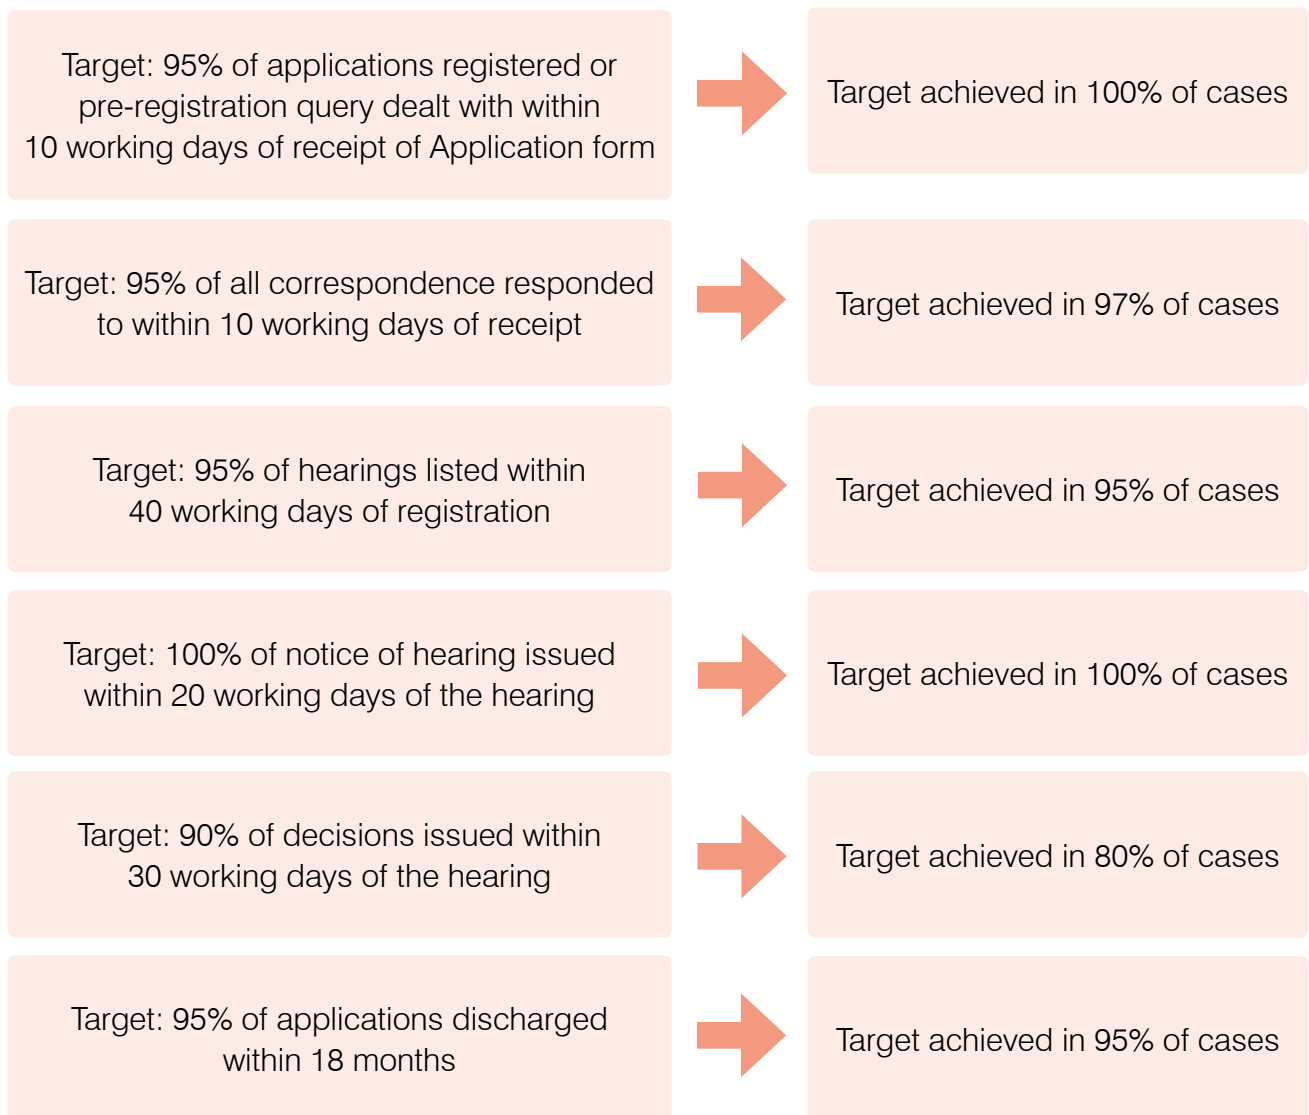 Target: 95% of applications registered or
pre-registration query dealt with within
10 working days of receipt of Application form
Target achieved in 100% of cases
Target: 95% of all correspondence responded
to within 10 working days of receipt
Target achieved in 97% of cases
Target: 95% of hearings listed within
40 working days of registration
Target achieved in 95% of cases
Target: 100% of notice of hearing issued
within 20 working days of the hearing
Target achieved in 100% of cases
Target: 90% of decisions issued within
30 working days of the hearing
Target achieved in 80% of cases
Target: 95% of applications discharged
within 18 months
Target achieved in 95% of cases